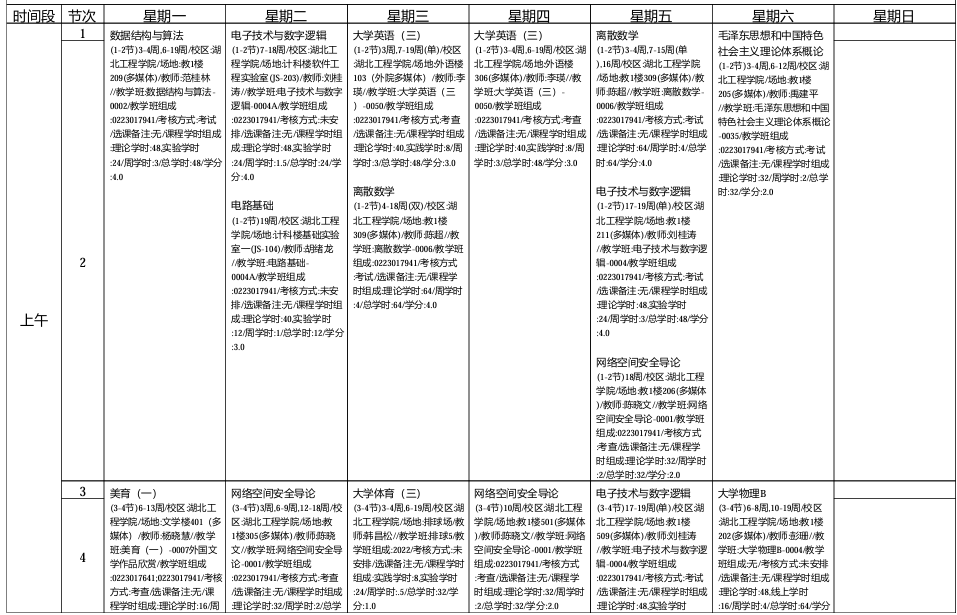 时间段 节次 星期一 星期二 星期三 星期四 星期五 星期六 星期日
上午
1
2
数据结构与算法
(1-2节)3-4周,6-19周/校区:湖
北工程学院/场地:教1楼
209(多媒体)/教师:范桂林
//教学班:数据结构与算法-
0002/教学班组成
:0223017941/考核方式:考试
/选课备注:无/课程学时组成
:理论学时:48,实验学时
:24/周学时:3/总学时:48/学分
:4.0
电子技术与数字逻辑
(1-2节)7-18周/校区:湖北工
程学院/场地:计科楼软件工
程实验室(JS-203)/教师:刘桂
涛//教学班:电子技术与数字
逻辑-0004A/教学班组成
:0223017941/考核方式:未安
排/选课备注:无/课程学时组
成:理论学时:48,实验学时
:24/周学时:1.5/总学时:24/学
分:4.0
电路基础
(1-2节)19周/校区:湖北工程
学院/场地:计科楼基础实验
室一(JS-104)/教师:胡绪龙
//教学班:电路基础-
0004A/教学班组成
:0223017941/考核方式:未安
排/选课备注:无/课程学时组
成:理论学时:40,实验学时
:12/周学时:1/总学时:12/学分
:3.0
大学英语（三）
(1-2节)3周,7-19周(单)/校区
:湖北工程学院/场地:外语楼
103（外院多媒体）/教师:李
瑛//教学班:大学英语（三
）-0050/教学班组成
:0223017941/考核方式:考查
/选课备注:无/课程学时组成
:理论学时:40,实践学时:8/周
学时:3/总学时:48/学分:3.0
离散数学
(1-2节)4-18周(双)/校区:湖
北工程学院/场地:教1楼
309(多媒体)/教师:陈超//教
学班:离散数学-0006/教学班
组成:0223017941/考核方式
:考试/选课备注:无/课程学
时组成:理论学时:64/周学时
:4/总学时:64/学分:4.0
大学英语（三）
(1-2节)3-4周,6-19周/校区:湖
北工程学院/场地:外语楼
306(多媒体)/教师:李瑛//教
学班:大学英语（三）-
0050/教学班组成
:0223017941/考核方式:考查
/选课备注:无/课程学时组成
:理论学时:40,实践学时:8/周
学时:3/总学时:48/学分:3.0
离散数学
(1-2节)3-4周,7-15周(单
),16周/校区:湖北工程学院
/场地:教1楼309(多媒体)/教
师:陈超//教学班:离散数学-
0006/教学班组成
:0223017941/考核方式:考试
/选课备注:无/课程学时组成
:理论学时:64/周学时:4/总学
时:64/学分:4.0
电子技术与数字逻辑
(1-2节)17-19周(单)/校区:湖
北工程学院/场地:教1楼
211(多媒体)/教师:刘桂涛
//教学班:电子技术与数字逻
辑-0004/教学班组成
:0223017941/考核方式:考试
/选课备注:无/课程学时组成
:理论学时:48,实验学时
:24/周学时:3/总学时:48/学分
:4.0
网络空间安全导论
(1-2节)18周/校区:湖北工程
学院/场地:教1楼206(多媒体
)/教师:陈晓文//教学班:网络
空间安全导论-0001/教学班
组成:0223017941/考核方式
:考查/选课备注:无/课程学
时组成:理论学时:32/周学时
:2/总学时:32/学分:2.0
毛泽东思想和中国特色
社会主义理论体系概论
(1-2节)3-4周,6-12周/校区:湖
北工程学院/场地:教1楼
205(多媒体)/教师:禹建平
//教学班:毛泽东思想和中国
特色社会主义理论体系概论
-0035/教学班组成
:0223017941/考核方式:考试
/选课备注:无/课程学时组成
:理论学时:32/周学时:2/总学
时:32/学分:2.0
3
4
美育（一）
(3-4节)6-13周/校区:湖北工
程学院/场地:文学楼401（多
媒体）/教师:杨晓慧//教学
班:美育（一）-0007外国文
学作品欣赏/教学班组成
:0223017641;0223017941/考核
方式:考查/选课备注:无/课
程学时组成:理论学时:16/周
网络空间安全导论
(3-4节)3周,6-9周,12-18周/校
区:湖北工程学院/场地:教
1楼305(多媒体)/教师:陈晓
文//教学班:网络空间安全导
论-0001/教学班组成
:0223017941/考核方式:考查
/选课备注:无/课程学时组成
:理论学时:32/周学时:2/总学
大学体育（三）
(3-4节)3-4周,6-19周/校区:湖
北工程学院/场地:排球场/教
师:韩昌松//教学班:排球5/教
学班组成:2022/考核方式:未
安排/选课备注:无/课程学时
组成:实践学时:8,实验学时
:24/周学时:.5/总学时:32/学
分:1.0
网络空间安全导论
(3-4节)10周/校区:湖北工程
学院/场地:教1楼501(多媒体
)/教师:陈晓文//教学班:网络
空间安全导论-0001/教学班
组成:0223017941/考核方式
:考查/选课备注:无/课程学
时组成:理论学时:32/周学时
:2/总学时:32/学分:2.0
电子技术与数字逻辑
(3-4节)17-19周(单)/校区:湖
北工程学院/场地:教1楼
509(多媒体)/教师:刘桂涛
//教学班:电子技术与数字逻
辑-0004/教学班组成
:0223017941/考核方式:考试
/选课备注:无/课程学时组成
:理论学时:48,实验学时
大学物理B
(3-4节)6-8周,10-19周/校区
:湖北工程学院/场地:教1楼
202(多媒体)/教师:彭珊//教
学班:大学物理B-0004/教学
班组成:无/考核方式:未安排
/选课备注:无/课程学时组成
:理论学时:48,线上学时
:16/周学时:4/总学时:64/学分